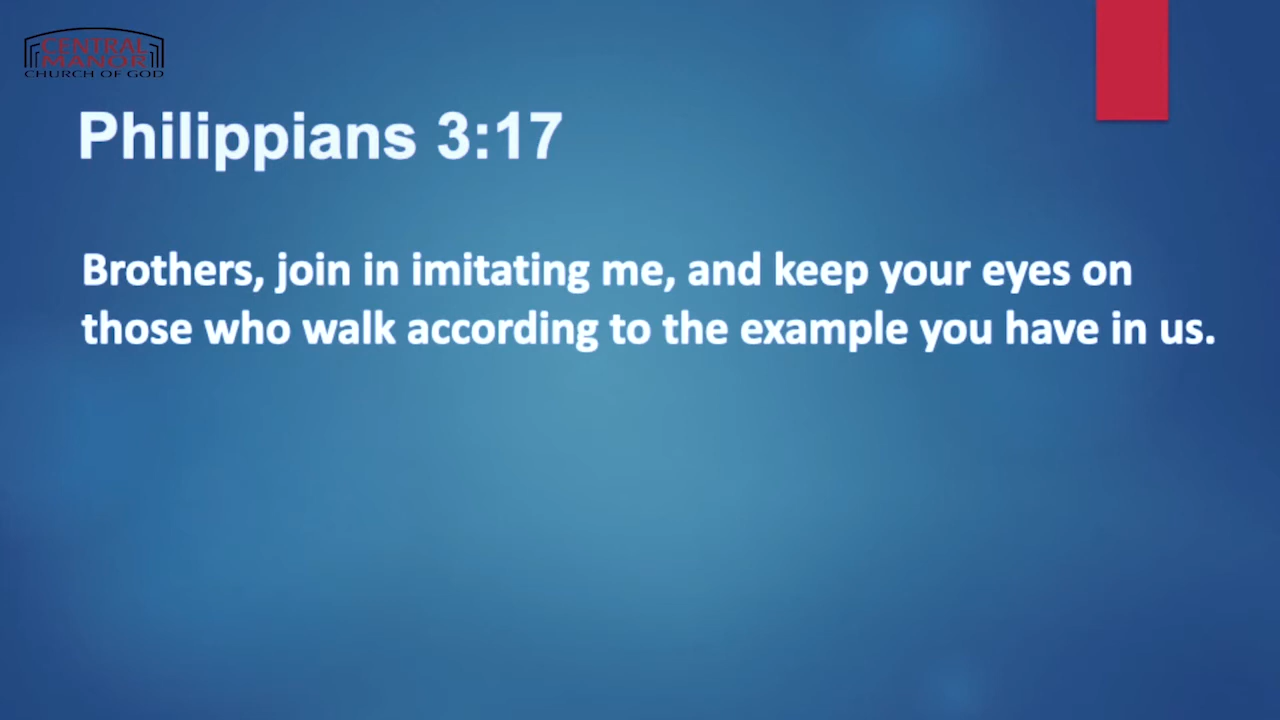 CENTRAL
MANOR
CHURCH OF GOD
Philippians 3:17
Brothers, join in imitating me, and keep your eyes on
those who walk according to the example you have in us.